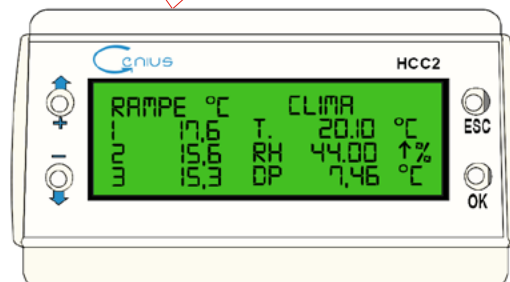 Genius
HCC2
RAMPE °C CLIMA
1 17,6 T. 20.10 °C
2 15,6 RH 44.00 ↑%
3 15,3 DP 7,46 °C
+
-
ESC
OK